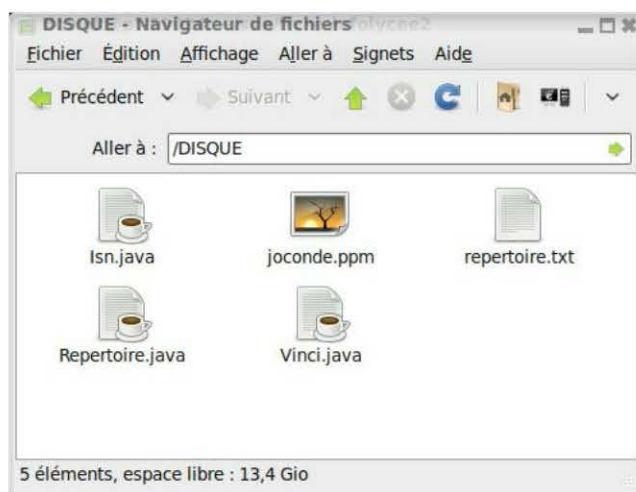 DISQUE - Navigateur de fichiers
Fichier Édition Affichage Aller à Signets Aide
Précédent Suivant
Aller à : /DISQUE
Isn.java joconde.ppm repertoire.txt
Repertoire.java Vinci.java
5 éléments, espace libre : 13,4 Gio